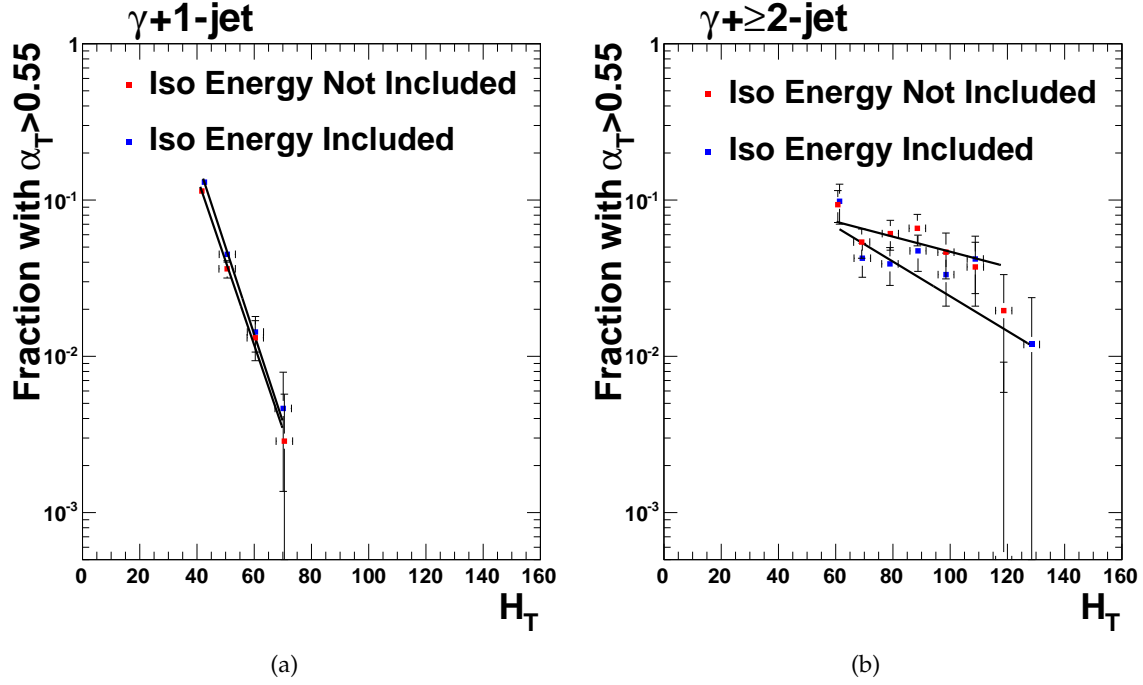 γ+1-jet
Fraction with α_T>0.55
1
10⁻¹
10⁻²
10⁻³
Iso Energy Not Included
Iso Energy Included
0 20 40 60 80 100 120 140 160
H_T
(a)
γ+≥2-jet
Fraction with α_T>0.55
1
10⁻¹
10⁻²
10⁻³
Iso Energy Not Included
Iso Energy Included
0 20 40 60 80 100 120 140 160
H_T
(b)